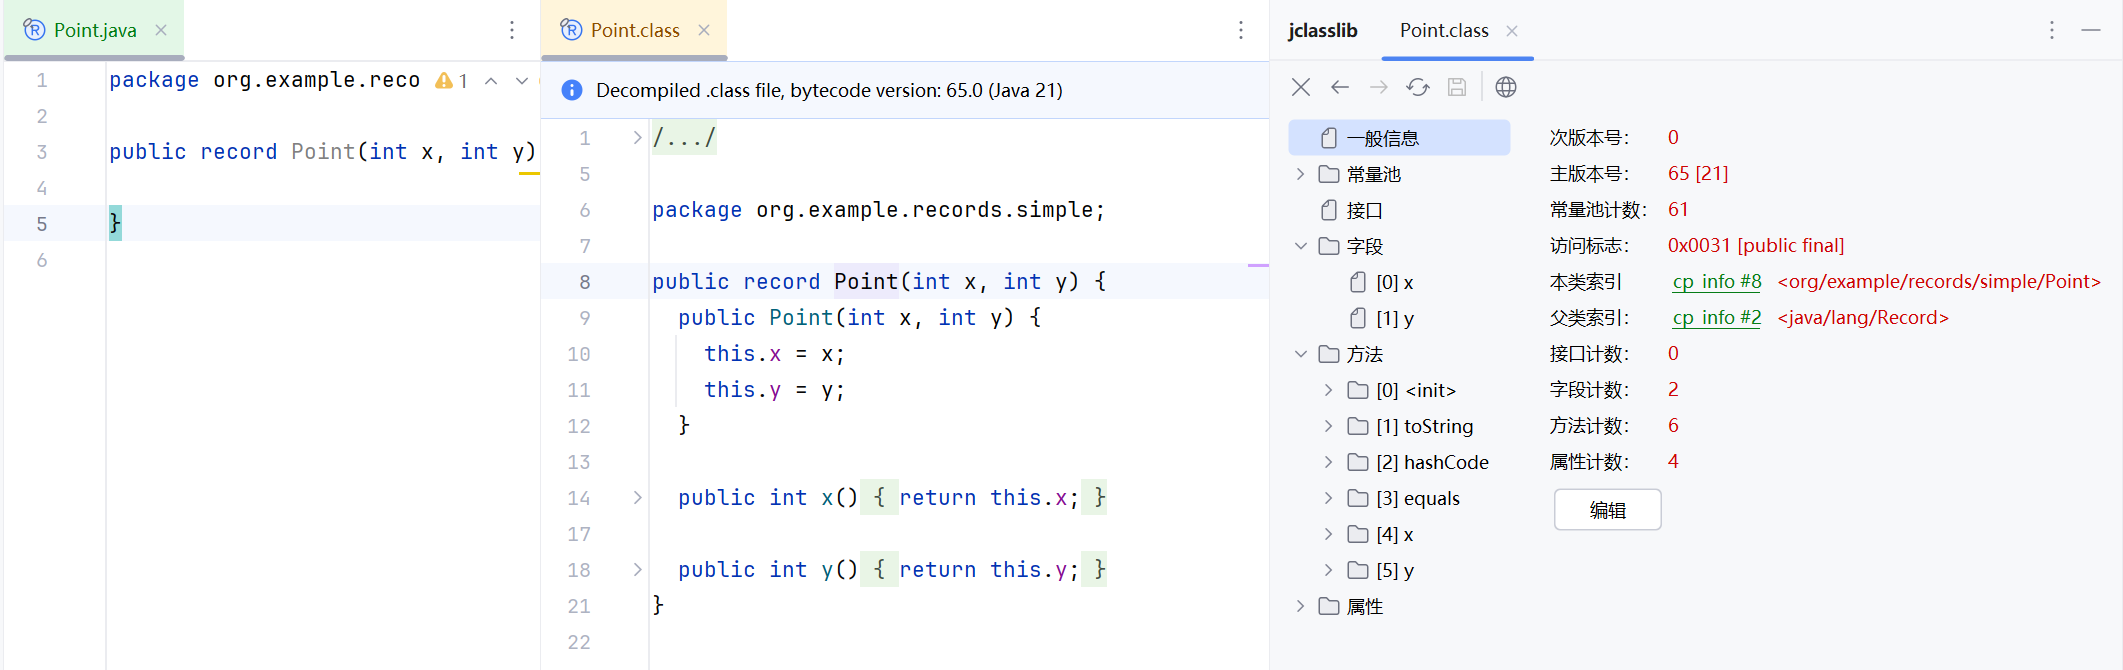 Point.java
1 package org.example.reco 1
2
3 public record Point(int x, int y)
4
5 }
6
Point.class
Decompiled .class file, bytecode version: 65.0 (Java 21)
1 /.../
5
6 package org.example.records.simple;
7
8 public record Point(int x, int y) {
9 public Point(int x, int y) {
10 this.x = x;
11 this.y = y;
12 }
13
14 public int x() { return this.x; }
17
18 public int y() { return this.y; }
21 }
22
jclasslib Point.class
一般信息
常量池
接口
字段
[0] x
[1] y
方法
[0] <init>
[1] toString
[2] hashCode
[3] equals
[4] x
[5] y
属性
次版本号： 0
主版本号： 65 [21]
常量池计数： 61
访问标志： 0x0031 [public final]
本类索引 cp_info #8 <org/example/records/simple/Point>
父类索引： cp_info #2 <java/lang/Record>
接口计数： 0
字段计数： 2
方法计数： 6
属性计数： 4
编辑